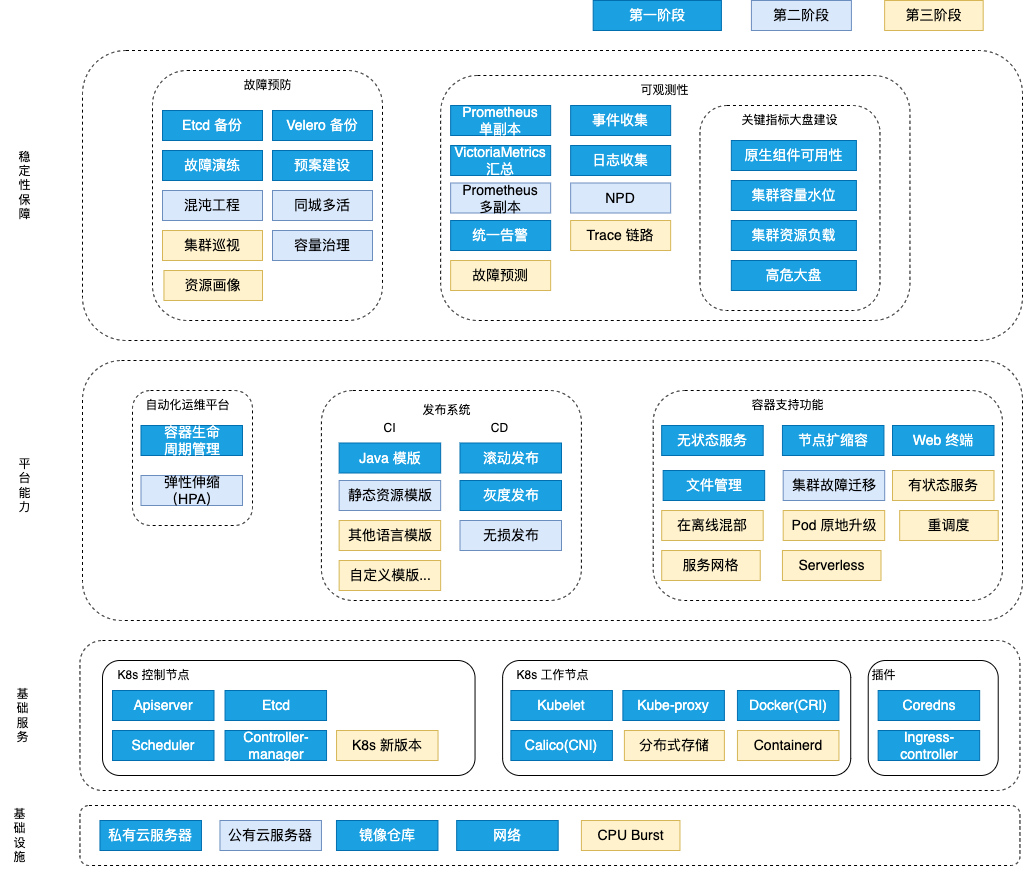 第一阶段
第二阶段
第三阶段
稳定性保障
故障预防
Etcd 备份
Velero 备份
故障演练
预案建设
混沌工程
同城多活
集群巡视
容量治理
资源画像
可观测性
Prometheus
单副本
事件收集
VictoriaMetrics
汇总
日志收集
Prometheus
多副本
NPD
统一告警
Trace 链路
故障预测
关键指标大盘建设
原生组件可用性
集群容量水位
集群资源负载
高危大盘
平台能力
自动化运维平台
容器生命
周期管理
弹性伸缩
（HPA）
发布系统
CI
CD
Java 模版
滚动发布
静态资源模版
灰度发布
其他语言模版
无损发布
自定义模版...
容器支持功能
无状态服务
节点扩缩容
Web 终端
文件管理
集群故障迁移
有状态服务
在离线混部
Pod 原地升级
重调度
服务网格
Serverless
基础服务
K8s 控制节点
Apiserver
Etcd
Scheduler
Controller-
manager
K8s 新版本
K8s 工作节点
Kubelet
Kube-proxy
Docker(CRI)
Calico(CNI)
分布式存储
Containerd
插件
Coredns
Ingress-
controller
基础设施
私有云服务器
公有云服务器
镜像仓库
网络
CPU Burst